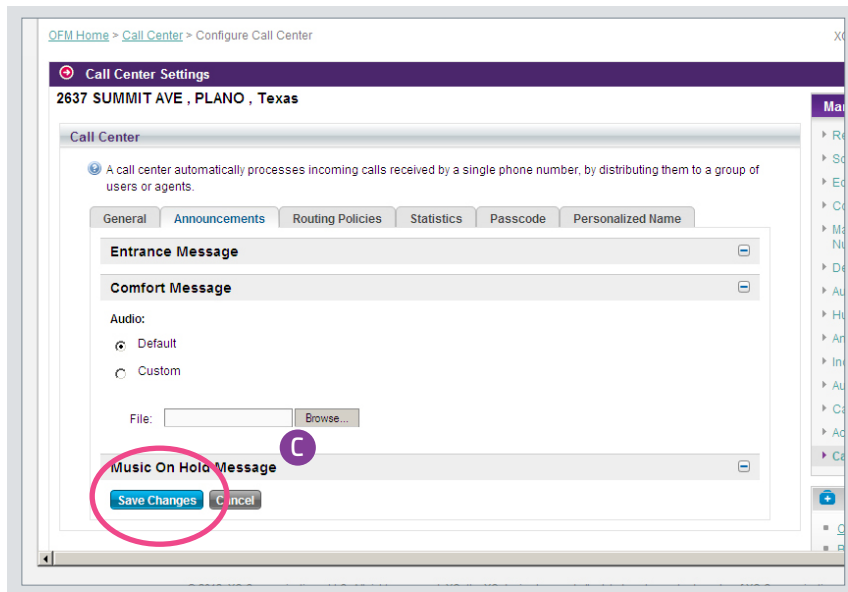 OFM Home > Call Center > Configure Call Center
Call Center Settings
2637 SUMMIT AVE , PLANO , Texas
Call Center
A call center automatically processes incoming calls received by a single phone number, by distributing them to a group of
users or agents.
General Announcements Routing Policies Statistics Passcode Personalized Name
Entrance Message
Comfort Message
Audio:
Default
Custom
File: Browse...
C
Music On Hold Message
Save Changes Cancel